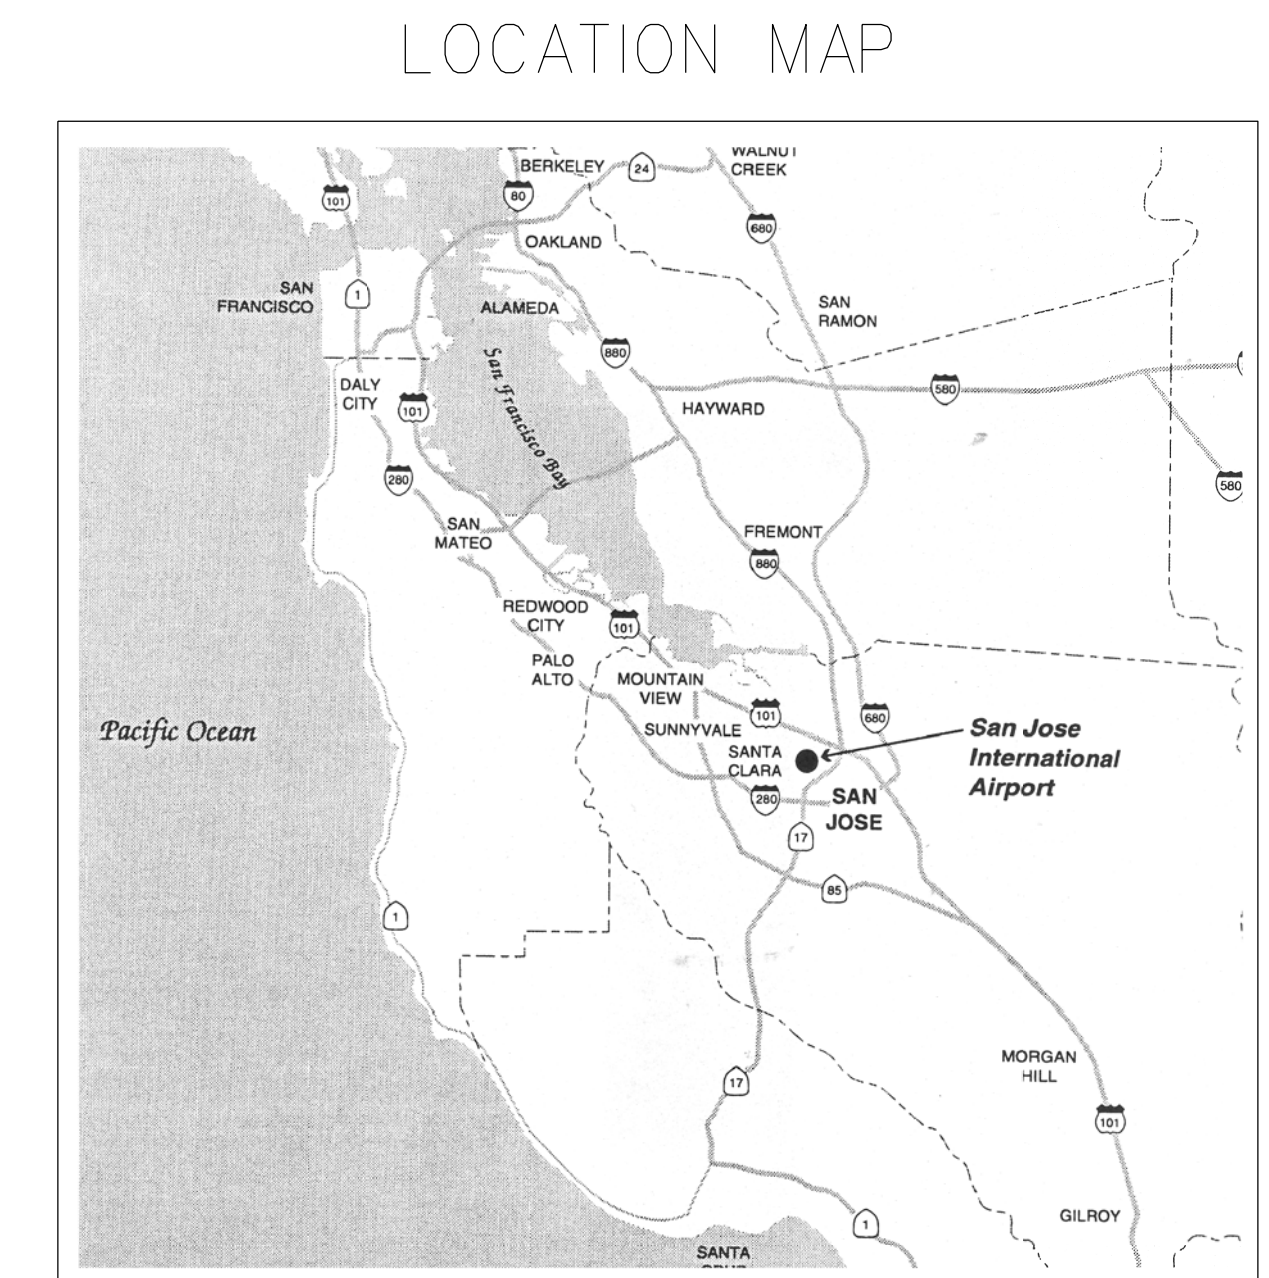 LOCATION MAP
WALNUT
CREEK
BERKELEY
24
80
101
680
OAKLAND
SAN
FRANCISCO
1
ALAMEDA
SAN
RAMON
880
San Francisco Bay
DALY
CITY
101
580
HAYWARD
280
580
SAN
MATEO
FREMONT
880
REDWOOD
CITY
101
PALO
ALTO
MOUNTAIN
VIEW
101
680
Pacific Ocean
SUNNYVALE
San Jose
International
Airport
SANTA
CLARA
280
SAN
JOSE
17
85
1
MORGAN
HILL
17
101
GILROY
1
SANTA